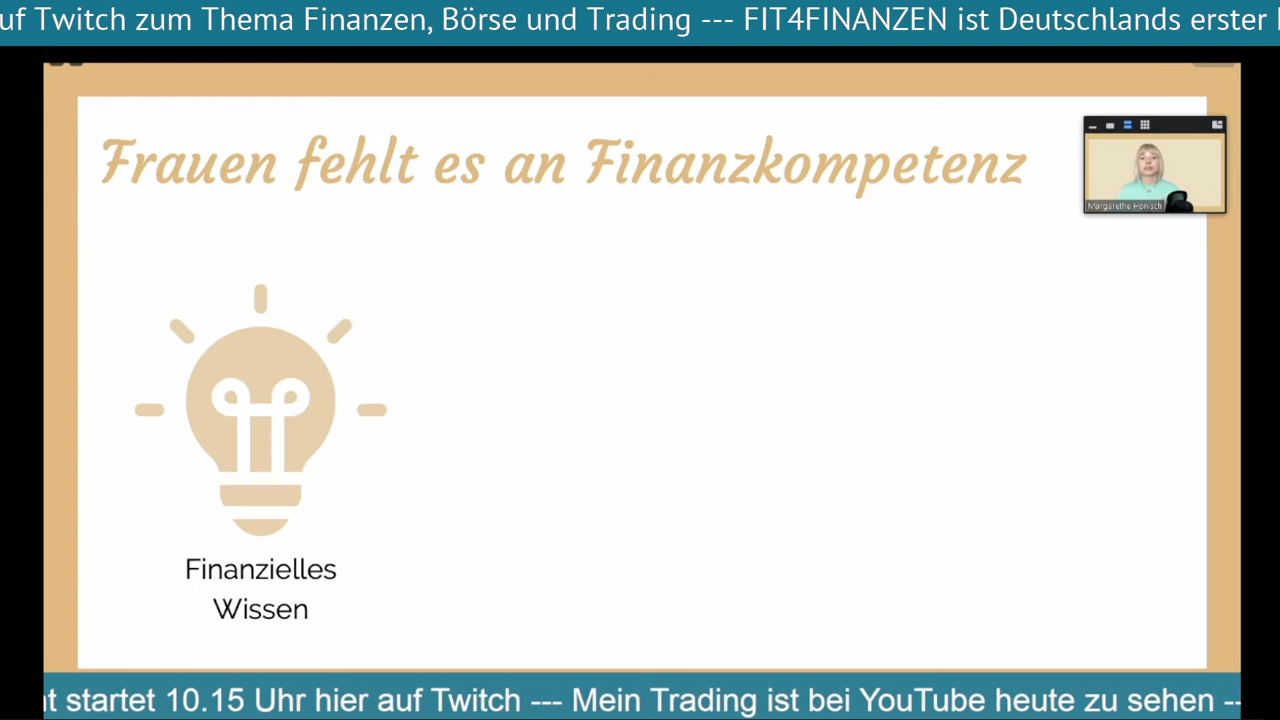 uf Twitch zum Thema Finanzen, Börse und Trading --- FIT4FINANZEN ist Deutschlands erster
Frauen fehlt es an Finanzkompetenz
Margarethe Honisch
Finanzielles
Wissen
t startet 10.15 Uhr hier auf Twitch --- Mein Trading ist bei YouTube heute zu sehen --